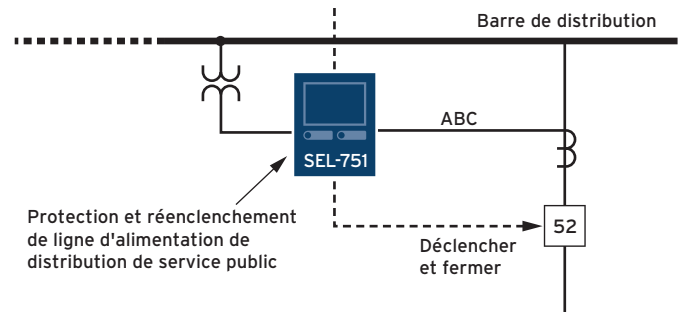 Barre de distribution
ABC
SEL-751
Protection et réenclenchement
de ligne d'alimentation de
distribution de service public
52
Déclencher
et fermer